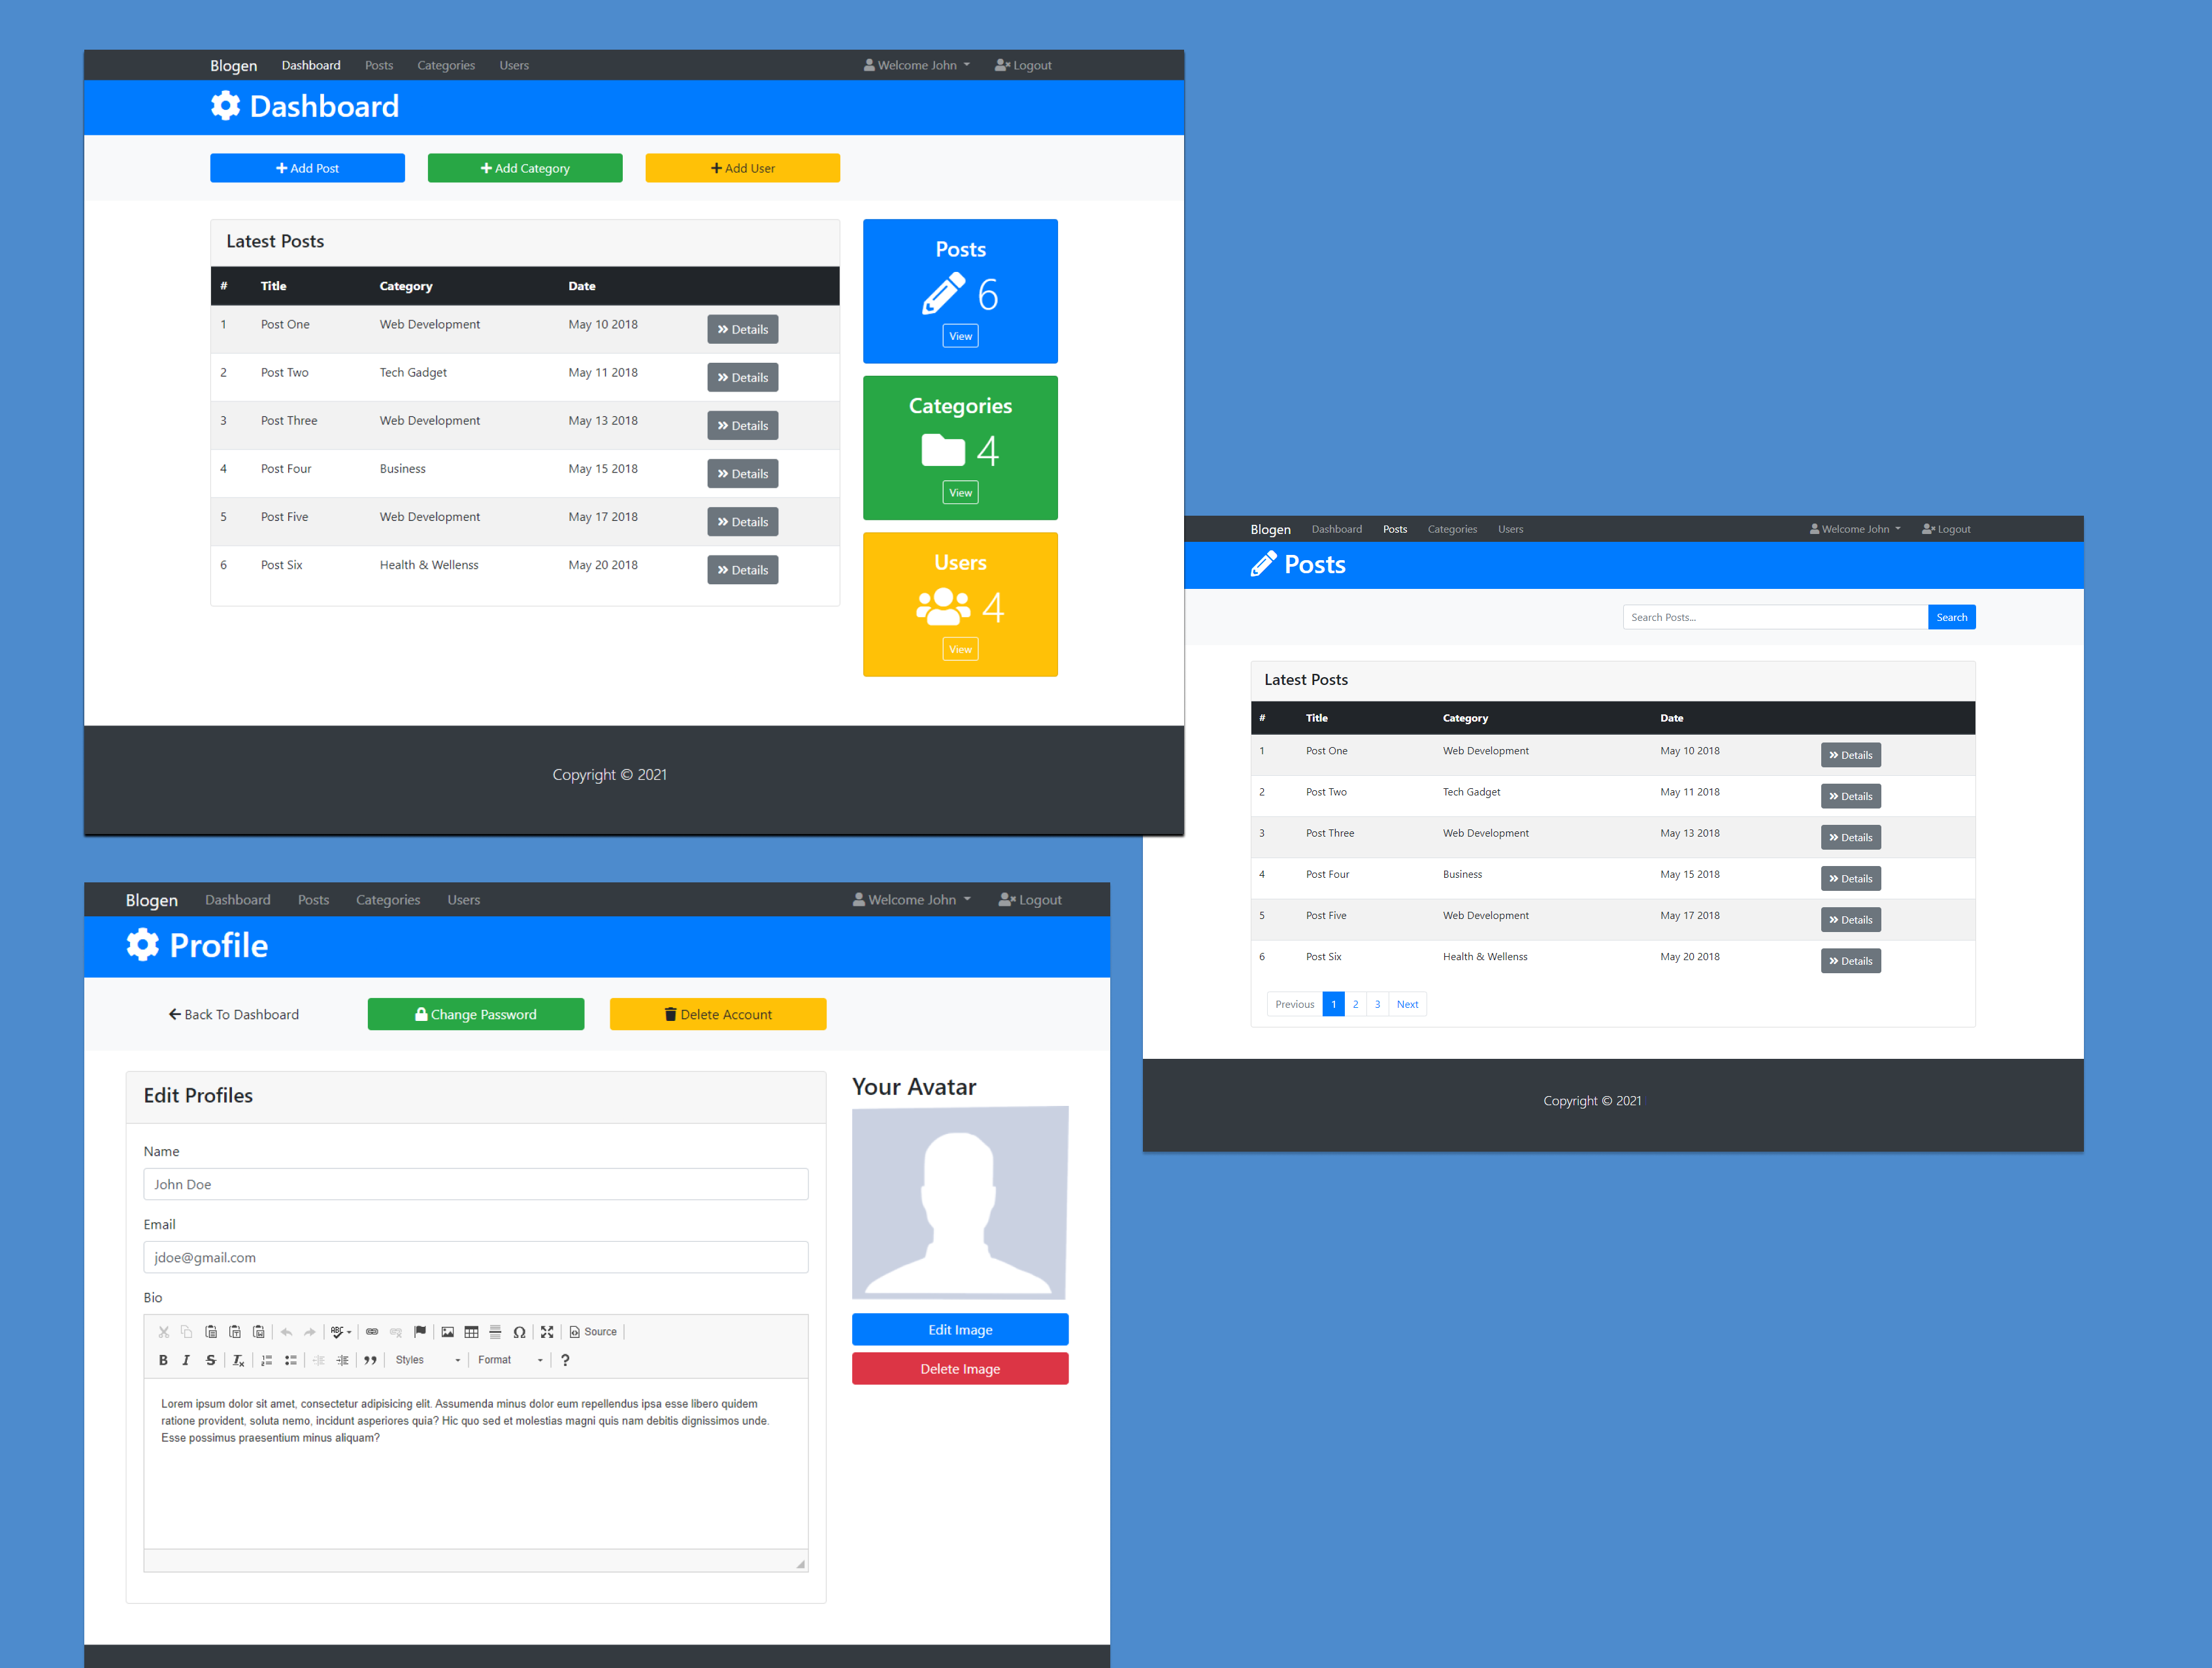 Blogen Dashboard Posts Categories Users Welcome John Logout
Dashboard
Add Post Add Category Add User
Latest Posts
# Title Category Date
1 Post One Web Development May 10 2018 Details
2 Post Two Tech Gadget May 11 2018 Details
3 Post Three Web Development May 13 2018 Details
4 Post Four Business May 15 2018 Details
5 Post Five Web Development May 17 2018 Details
6 Post Six Health & Wellenss May 20 2018 Details
Posts
6
View
Categories
4
View
Users
4
View
Copyright © 2021
Blogen Dashboard Posts Categories Users Welcome John Logout
Posts
Search Posts... Search
Latest Posts
# Title Category Date
1 Post One Web Development May 10 2018 Details
2 Post Two Tech Gadget May 11 2018 Details
3 Post Three Web Development May 13 2018 Details
4 Post Four Business May 15 2018 Details
5 Post Five Web Development May 17 2018 Details
6 Post Six Health & Wellenss May 20 2018 Details
Previous 1 2 3 Next
Copyright © 2021
Blogen Dashboard Posts Categories Users Welcome John Logout
Profile
Back To Dashboard Change Password Delete Account
Edit Profiles
Name
John Doe
Email
jdoe@gmail.com
Bio
ABC Ω Source
B I S Tx Styles Format ?
Lorem ipsum dolor sit amet, consectetur adipisicing elit. Assumenda minus dolor eum repellendus ipsa esse libero quidem
ratione provident, soluta nemo, incidunt asperiores quia? Hic quo sed et molestias magni quis nam debitis dignissimos unde.
Esse possimus praesentium minus aliquam?
Your Avatar
Edit Image
Delete Image